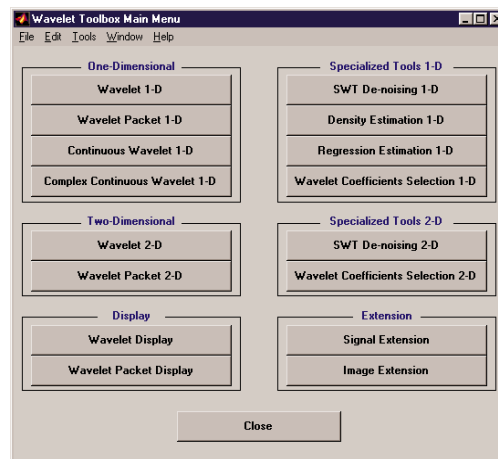 Wavelet Toolbox Main Menu
File Edit Tools Window Help
One-Dimensional
Wavelet 1-D
Wavelet Packet 1-D
Continuous Wavelet 1-D
Complex Continuous Wavelet 1-D
Specialized Tools 1-D
SWT De-noising 1-D
Density Estimation 1-D
Regression Estimation 1-D
Wavelet Coefficients Selection 1-D
Two-Dimensional
Wavelet 2-D
Wavelet Packet 2-D
Specialized Tools 2-D
SWT De-noising 2-D
Wavelet Coefficients Selection 2-D
Display
Wavelet Display
Wavelet Packet Display
Extension
Signal Extension
Image Extension
Close